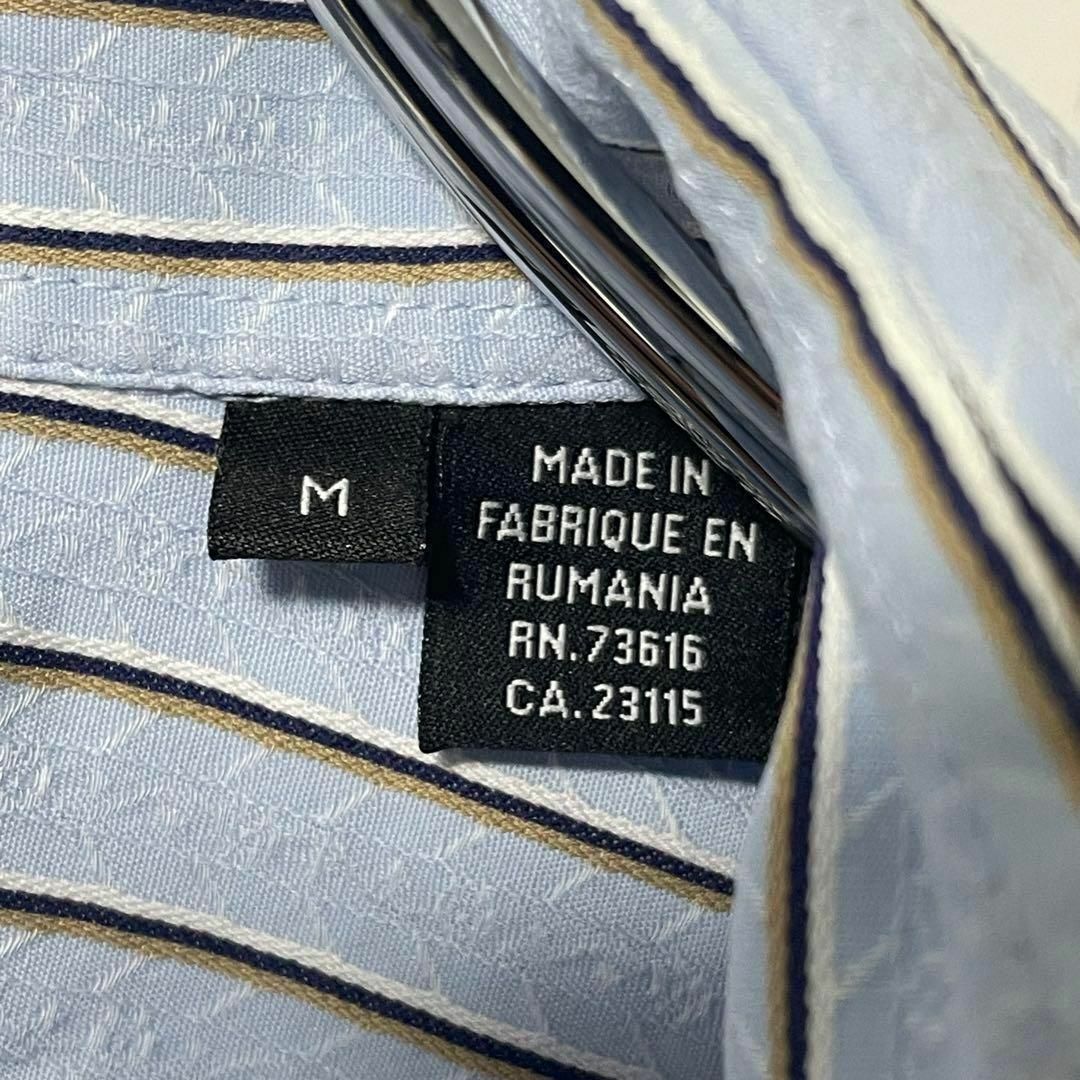 M
MADE IN
FABRIQUE EN
RUMANIA
RN.73616
CA.23115